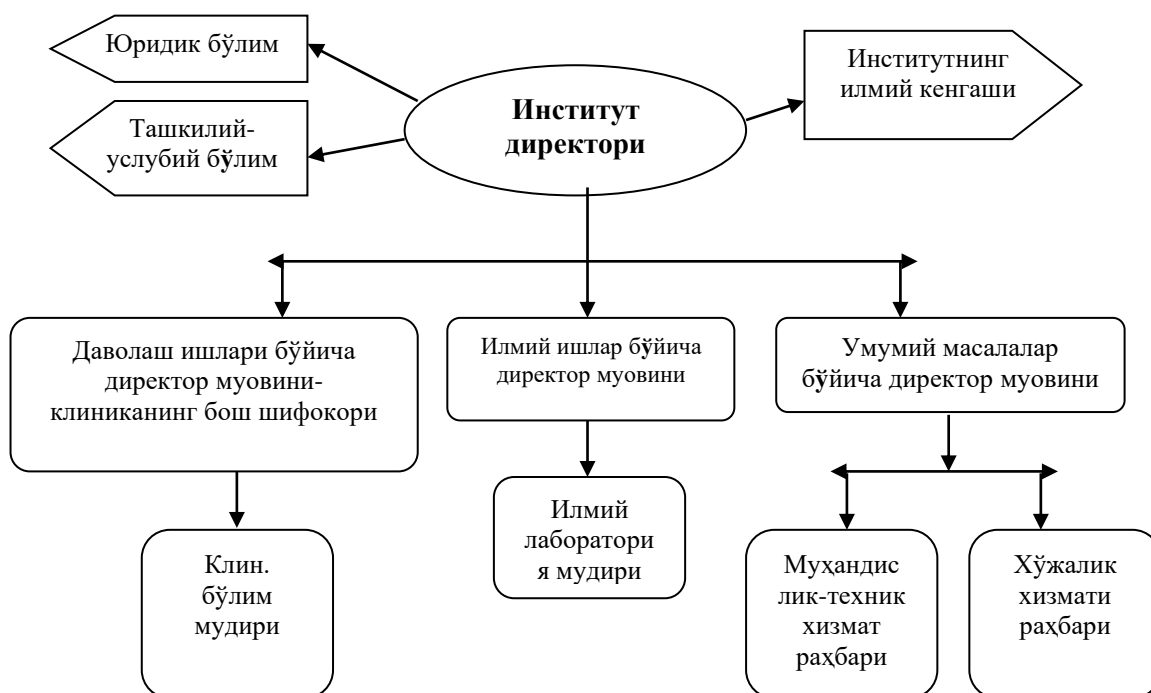 Юридик бўлим
Ташкилий-
услубий бўлим
Институт
директори
Институтнинг
илмий кенгаши
Даволаш ишлари бўйича
директор муовини-
клиниканинг бош шифокори
Илмий ишлар бўйича
директор муовини
Умумий масалалар
бўйича директор муовини
Клин.
бўлим
мудири
Илмий
лаборатори
я мудири
Муҳандис
лик-техник
хизмат
раҳбари
Хўжалик
хизмати
раҳбари